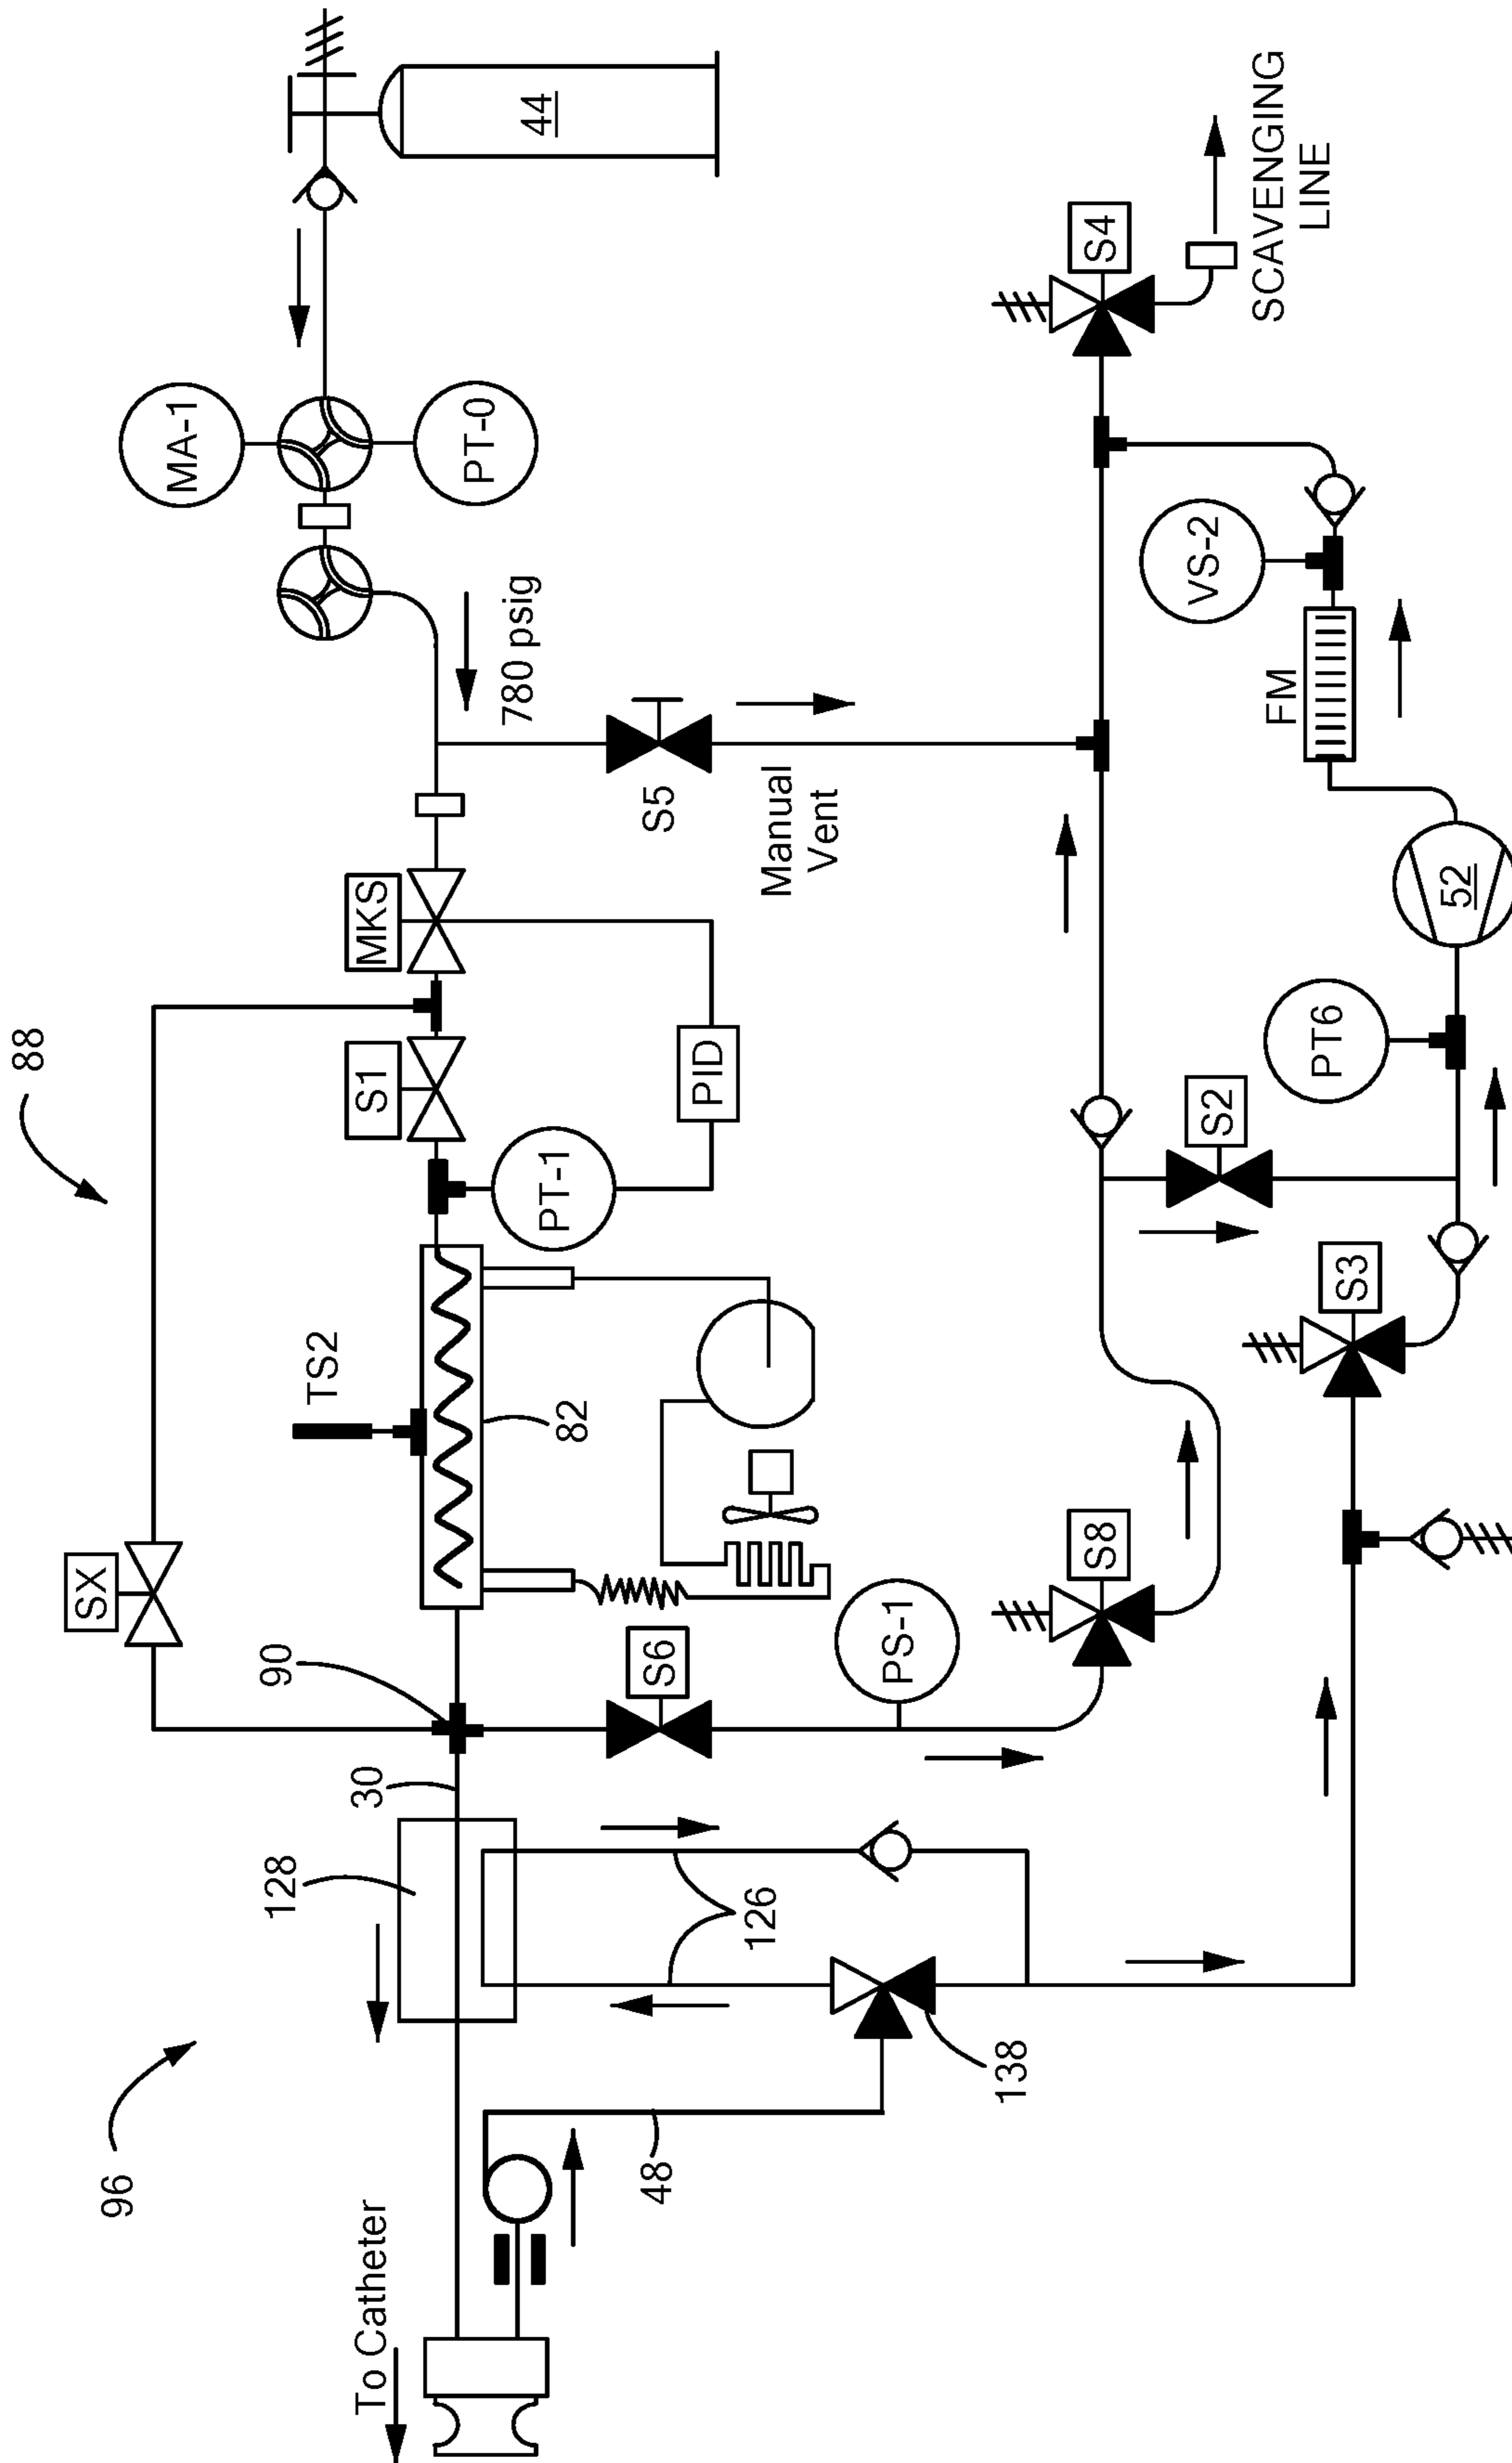 88
96
SX
TS2
S1
MKS
MA-1
90
30
128
To Catheter
82
PT-1
PID
780 psig
PT-0
44
S6
S5
Manual
Vent
PS-1
126
48
138
S8
S2
S4
SCAVENGING
LINE
VS-2
FM
PT6
S3
52